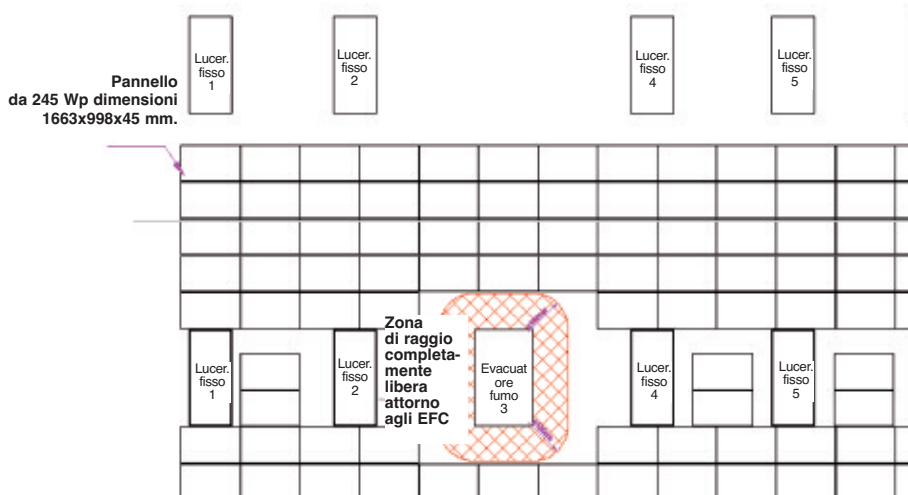 Lucer.
fisso
1
Lucer.
fisso
2
Lucer.
fisso
4
Lucer.
fisso
5
Pannello
da 245 Wp dimensioni
1663x998x45 mm.
Lucer.
fisso
1
Lucer.
fisso
2
Zona
di raggio
completa-
mente
libera
attorno
agli EFC
Evacuat
ore
fumo
3
Lucer.
fisso
4
Lucer.
fisso
5